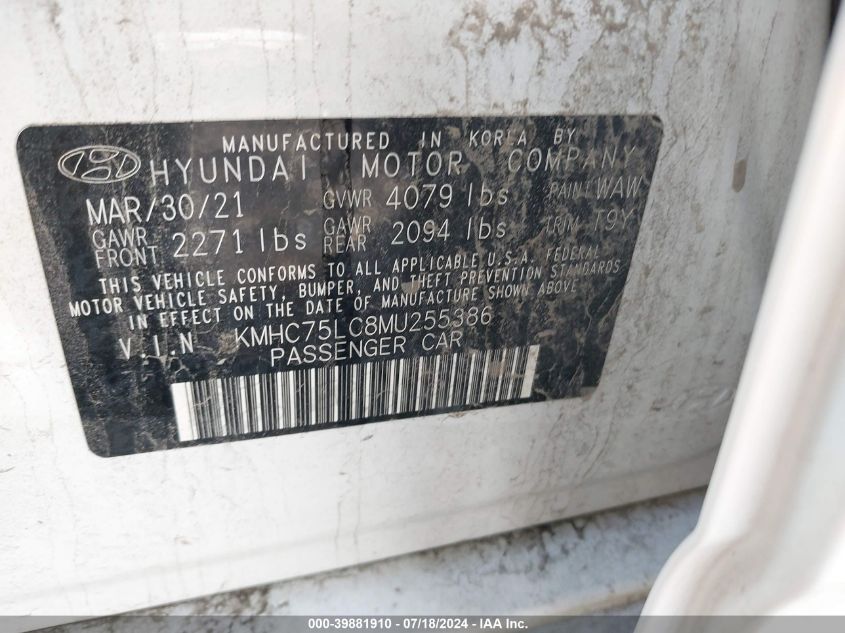 MANUFACTURED IN KOREA BY
HYUNDAI MOTOR COMPANY
MAR/30/21 GVWR 4079 lbs PAINT WAW
GAWR FRONT 2271 lbs GAWR REAR 2094 lbs TRIM T9Y
THIS VEHICLE CONFORMS TO ALL APPLICABLE U.S.A. FEDERAL
MOTOR VEHICLE SAFETY, BUMPER, AND THEFT PREVENTION STANDARDS
IN EFFECT ON THE DATE OF MANUFACTURE SHOWN ABOVE
V.I.N KMHC75LC8MU255386
PASSENGER CAR
000-39881910 - 07/18/2024 - IAA Inc.